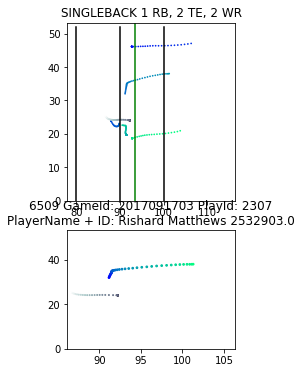 SINGLEBACK 1 RB, 2 TE, 2 WR
50
40
30
20
10
0
80 90 100 110
6509 GameId: 2017091703 PlayId: 2307
PlayerName + ID: Rishard Matthews 2532903.0
40
20
0
90 95 100 105